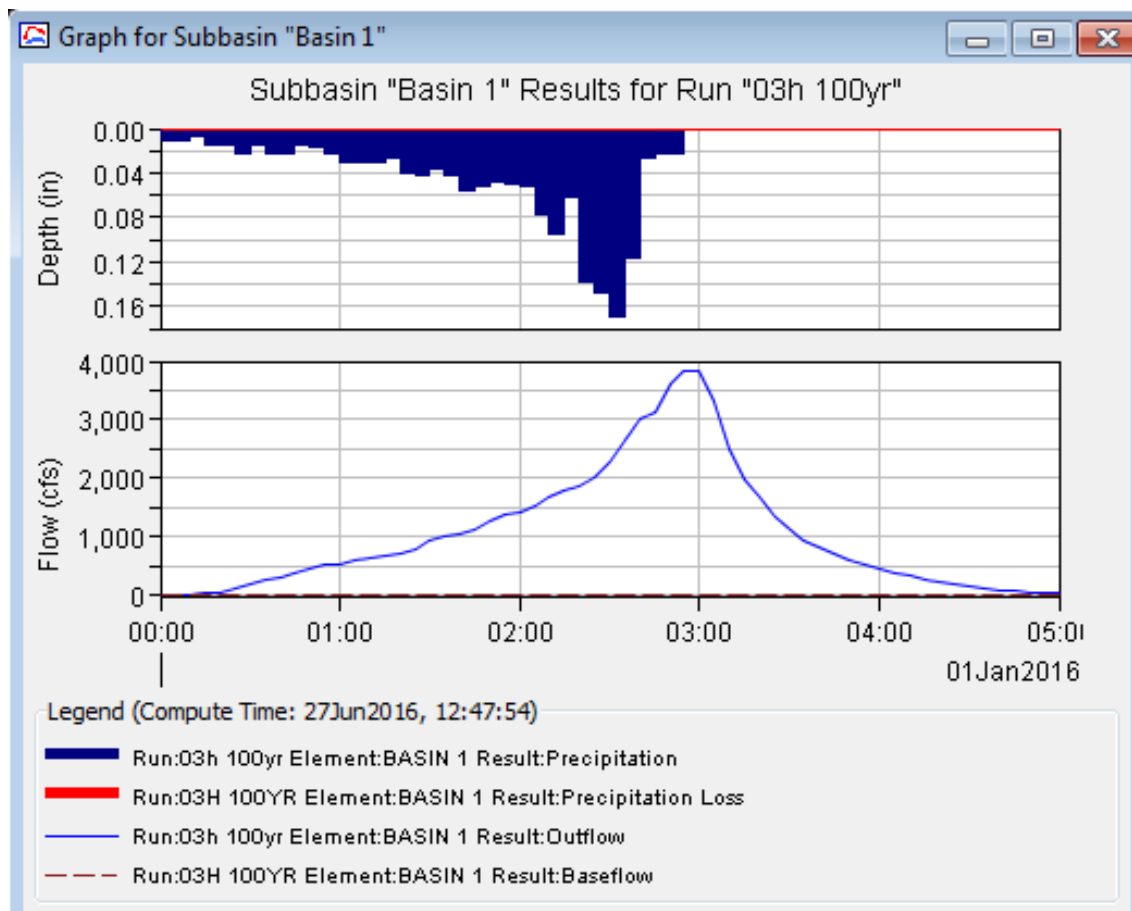 Graph for Subbasin "Basin 1"
Subbasin "Basin 1" Results for Run "03h 100yr"
Depth (in)
0.00
0.04
0.08
0.12
0.16
Flow (cfs)
4,000
3,000
2,000
1,000
0
00:00 01:00 02:00 03:00 04:00 05:0
01Jan2016
Legend (Compute Time: 27Jun2016, 12:47:54)
Run:03h 100yr Element:BASIN 1 Result:Precipitation
Run:03H 100YR Element:BASIN 1 Result:Precipitation Loss
Run:03h 100yr Element:BASIN 1 Result:Outflow
Run:03H 100YR Element:BASIN 1 Result:Baseflow